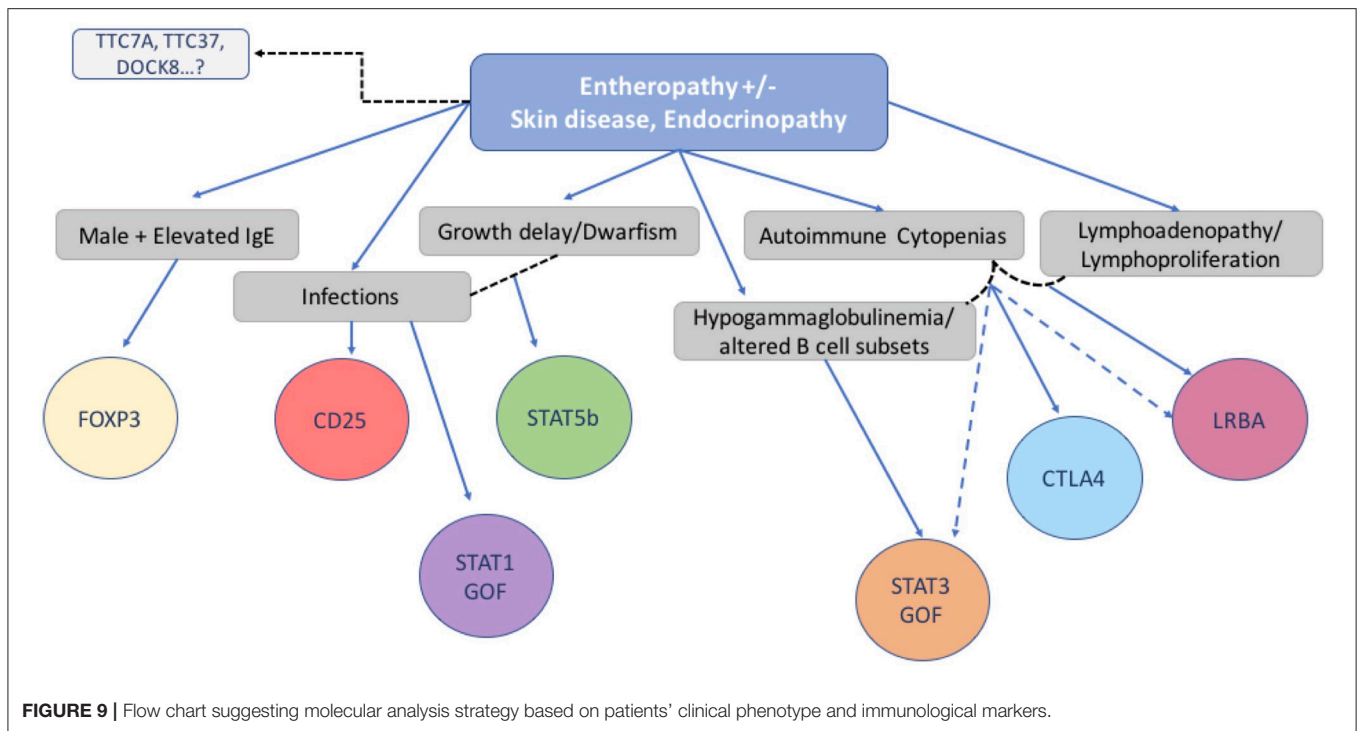 TTC7A, TTC37,
DOCK8...?
Entheropathy +/-
Skin disease, Endocrinopathy
Male + Elevated IgE
Growth delay/Dwarfism
Autoimmune Cytopenias
Lymphoadenopathy/
Lymphoproliferation
Infections
Hypogammaglobulinemia/
altered B cell subsets
FOXP3
CD25
STAT5b
LRBA
CTLA4
STAT1
GOF
STAT3
GOF
FIGURE 9 | Flow chart suggesting molecular analysis strategy based on patients' clinical phenotype and immunological markers.